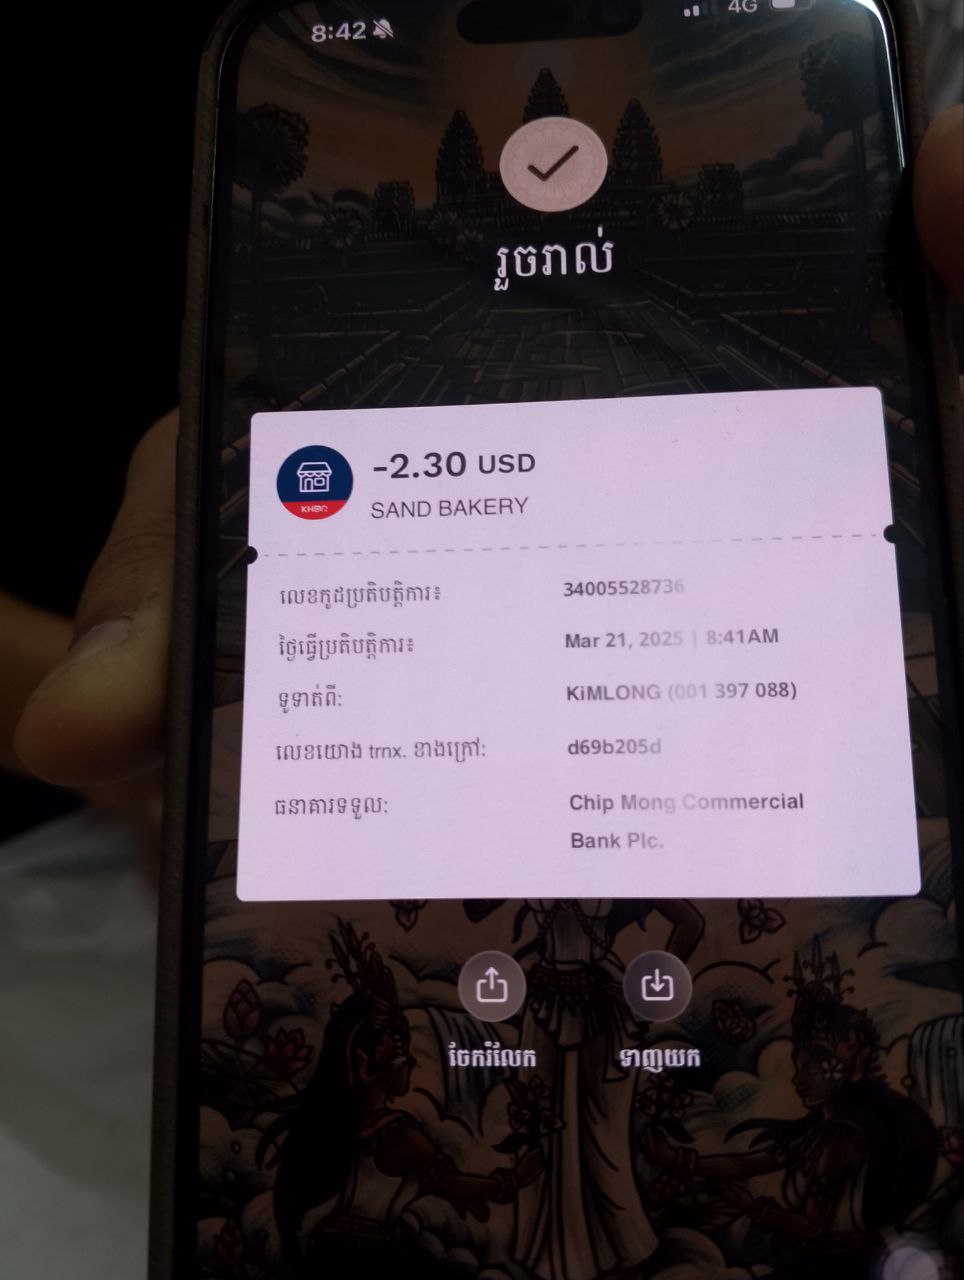 8:42
4G
រួចរាល់
-2.30 USD
SAND BAKERY
KHQR
លេខកូដប្រតិបត្តិការ៖ 34005528736
ថ្ងៃធ្វើប្រតិបត្តិការ៖ Mar 21, 2025 | 8:41AM
ទូទាត់ពី: KiMLONG (001 397 088)
លេខយោង trnx. ខាងក្រៅ: d69b205d
ធនាគារទទួល: Chip Mong Commercial
Bank Plc.
ចែករំលែក
ទាញយក